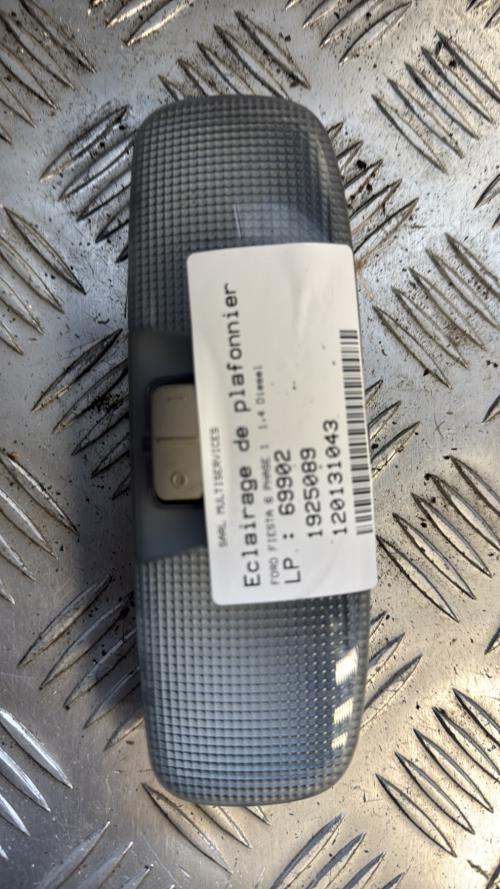 SARL MULTISERVICES
Eclairage de plafonnier
FORD FIESTA 6 PHASE 1 1.4 Diesel
LP : 69902
1925089
120131043